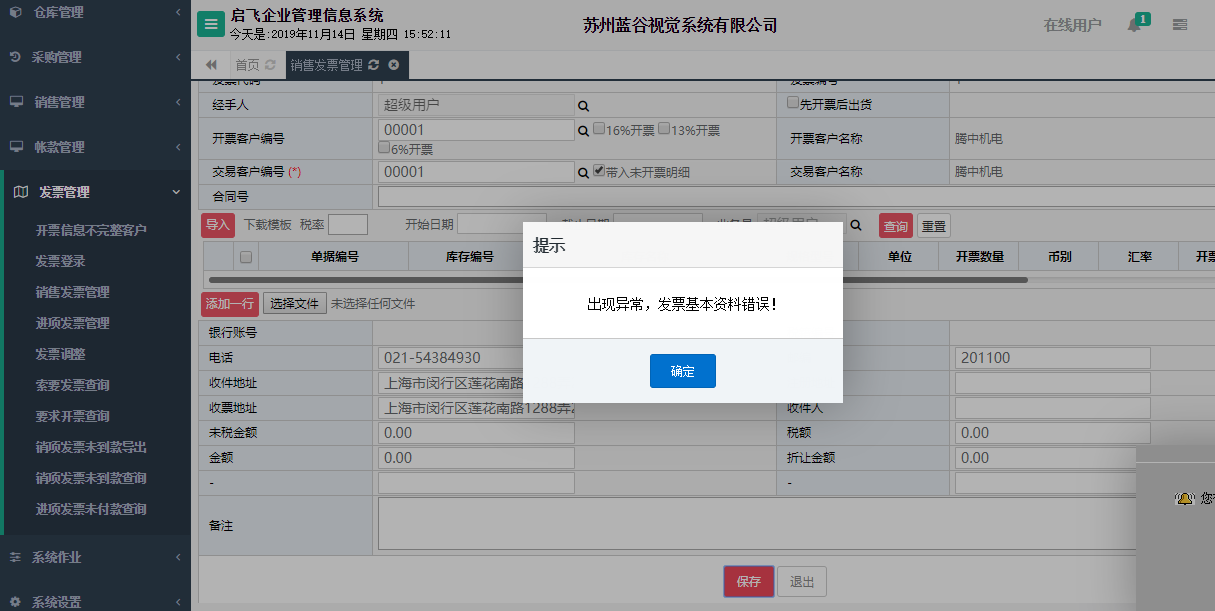 仓库管理
采购管理
销售管理
帐款管理
发票管理
开票信息不完整客户
发票登录
销售发票管理
进项发票管理
发票调整
索要发票查询
要求开票查询
销项发票未到款导出
销项发票未到款查询
进项发票未付款查询
系统作业
系统设置
启飞企业管理信息系统
今天是:2019年11月14日 星期四 15:52:11
苏州蓝谷视觉系统有限公司
在线用户
1
首页 销售发票管理
经手人 超级用户 先开票后出货
开票客户编号 00001 16%开票 13%开票 6%开票 开票客户名称 腾中机电
交易客户编号 (*) 00001 带入未开票明细 交易客户名称 腾中机电
合同号
导入 下载模板 税率 开始日期 查询 重置
单据编号 库存编号 单位 开票数量 币别 汇率 开票
添加一行 选择文件 未选择任何文件
提示
出现异常，发票基本资料错误！
确定
银行账号
电话 021-54384930 201100
收件地址 上海市闵行区莲花南路
收票地址 上海市闵行区莲花南路1288弄2 收件人
未税金额 0.00 税额 0.00
金额 0.00 折让金额 0.00
- -
备注
您
保存 退出